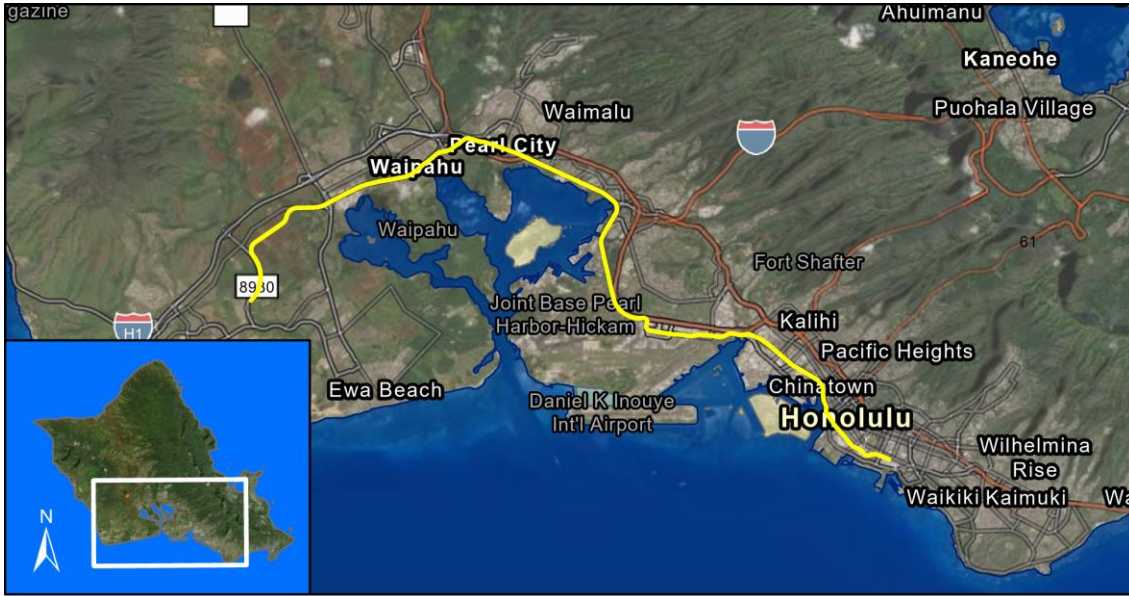 gazine
Ahuimanu
Kaneohe
Puohala Village
Waimalu
Pearl City
Waipahu
Waipahu
61
Fort Shafter
8930
Joint Base Pearl
Harbor-Hickam
H1
Kalihi
Pacific Heights
Ewa Beach
Chinatown
Daniel K Inouye
Int'l Airport
Honolulu
Wilhelmina
Rise
Waikiki
Kaimuki
Wa
N